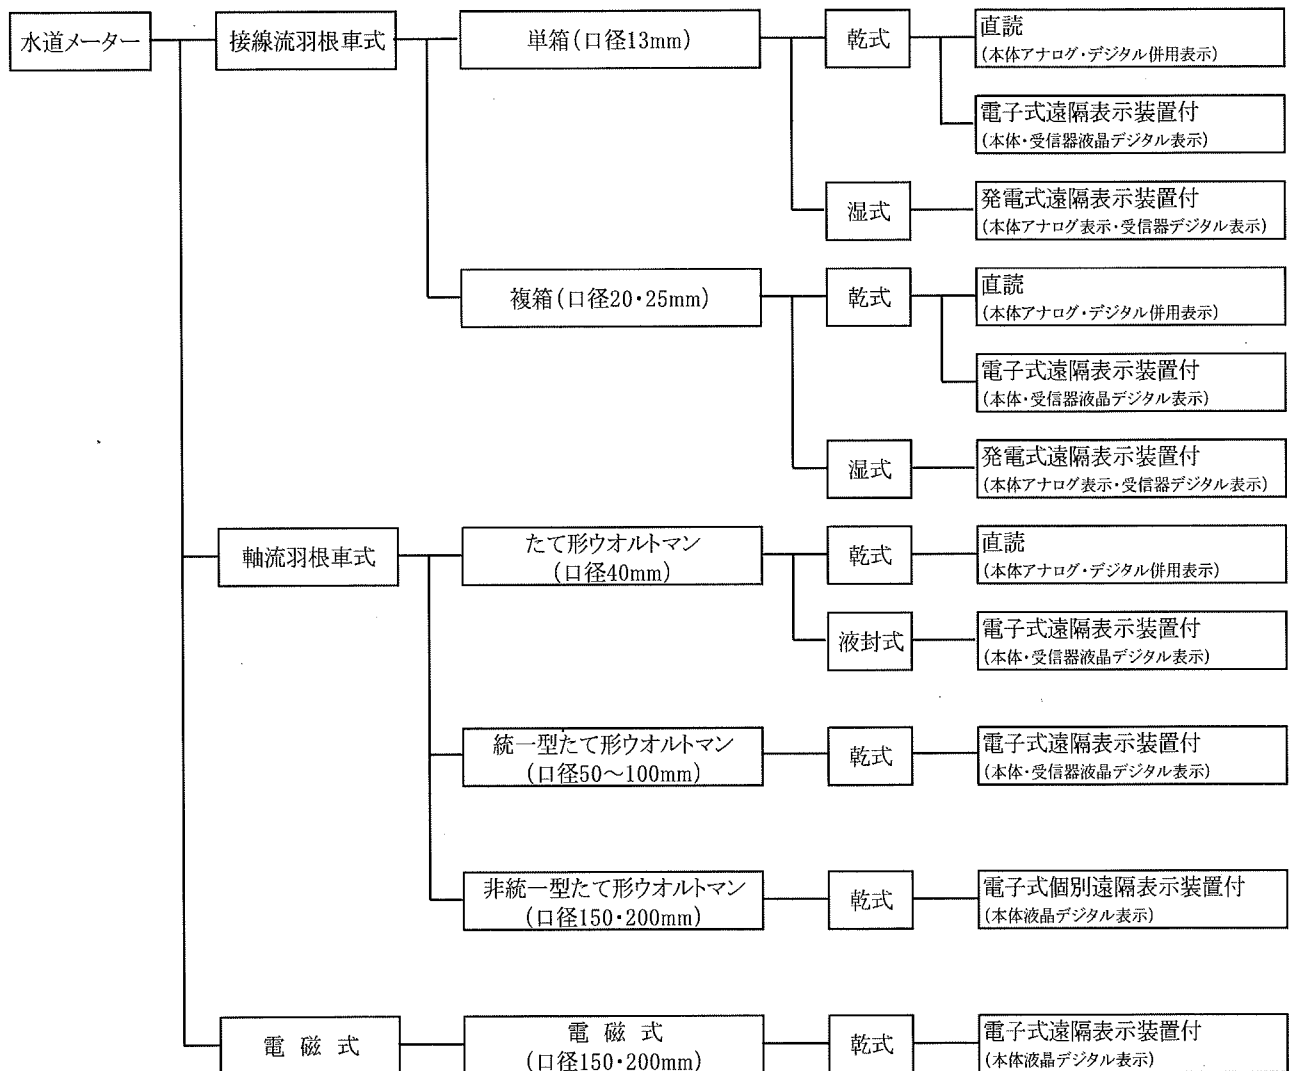 水道メーター
接線流羽根車式
単箱(口径13mm)
乾式
直読
(本体アナログ・デジタル併用表示)
電子式遠隔表示装置付
(本体・受信器液晶デジタル表示)
湿式
発電式遠隔表示装置付
(本体アナログ表示・受信器デジタル表示)
複箱(口径20・25mm)
乾式
直読
(本体アナログ・デジタル併用表示)
電子式遠隔表示装置付
(本体・受信器液晶デジタル表示)
湿式
発電式遠隔表示装置付
(本体アナログ表示・受信器デジタル表示)
軸流羽根車式
たて形ウオルトマン
(口径40mm)
乾式
直読
(本体アナログ・デジタル併用表示)
液封式
電子式遠隔表示装置付
(本体・受信器液晶デジタル表示)
統一型たて形ウオルトマン
(口径50～100mm)
乾式
電子式遠隔表示装置付
(本体・受信器液晶デジタル表示)
非統一型たて形ウオルトマン
(口径150・200mm)
乾式
電子式個別遠隔表示装置付
(本体液晶デジタル表示)
電 磁 式
電 磁 式
(口径150・200mm)
乾式
電子式遠隔表示装置付
(本体液晶デジタル表示)